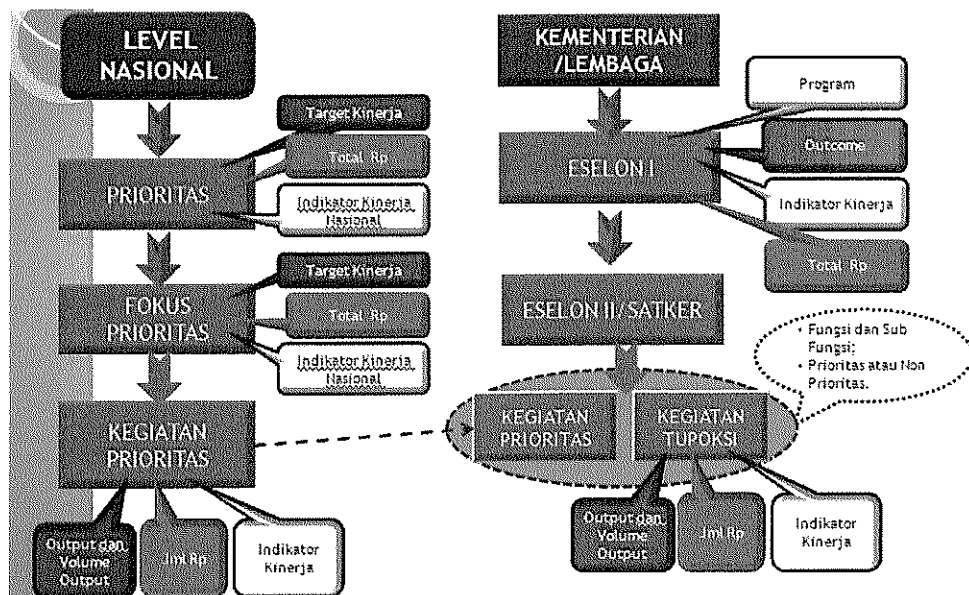 LEVEL
NASIONAL
Target Kinerja
Total Rp
PRIORITAS
Indikator Kinerja
Nasional
Target Kinerja
FOKUS
PRIORITAS
Total Rp
Indikator Kinerja
Nasional
KEGIATAN
PRIORITAS
Output dan
Volume
Output
Jml Rp
Indikator
Kinerja
KEMENTERIAN
/LEMBAGA
Program
Outcome
ESELON I
Indikator Kinerja
Total Rp
ESELON II/ SATKER
• Fungsi dan Sub
Fungsi;
• Prioritas atau Non
Prioritas.
KEGIATAN
PRIORITAS
KEGIATAN
TUPOKSI
Output dan
Volume
Output
Jml Rp
Indikator
Kinerja